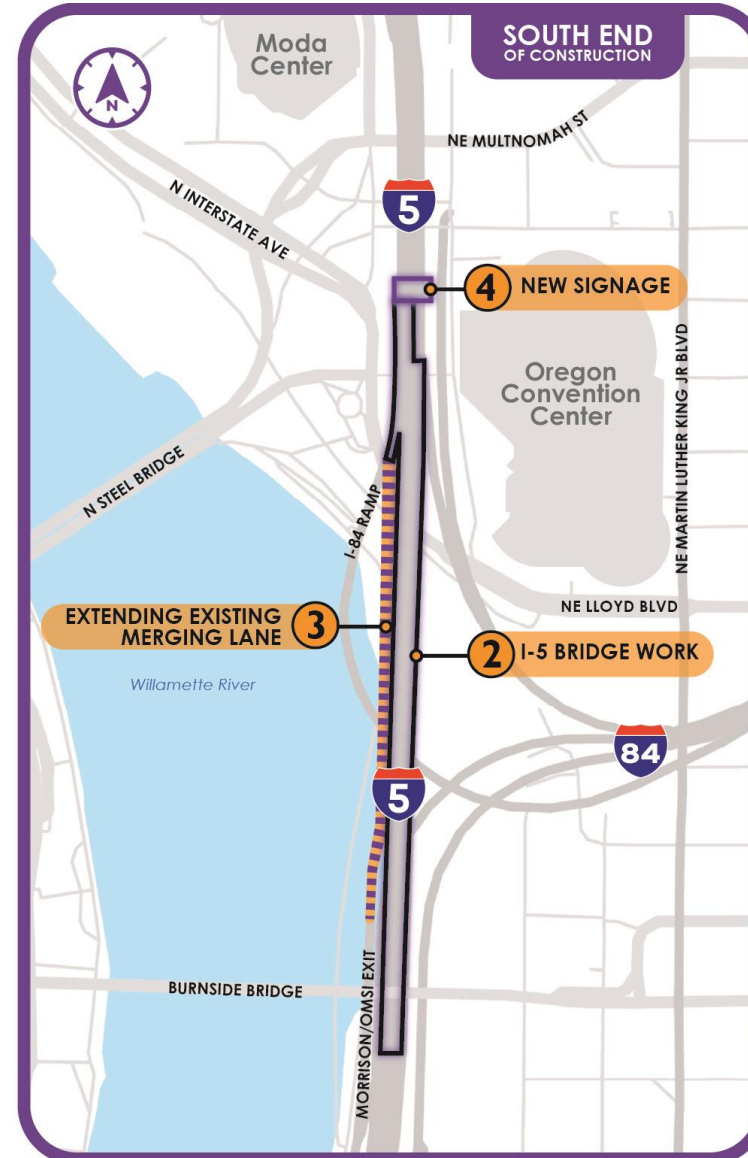 SOUTH END
OF CONSTRUCTION
Moda
Center
N
NE MULTNOMAH ST
N INTERSTATE AVE
5
4 NEW SIGNAGE
Oregon
Convention
Center
NE MARTIN LUTHER KING JR BLVD
N STEEL BRIDGE
I-84 RAMP
NE LLOYD BLVD
EXTENDING EXISTING
MERGING LANE 3
2 I-5 BRIDGE WORK
Willamette River
84
5
BURNSIDE BRIDGE
MORRISON/OMSI EXIT